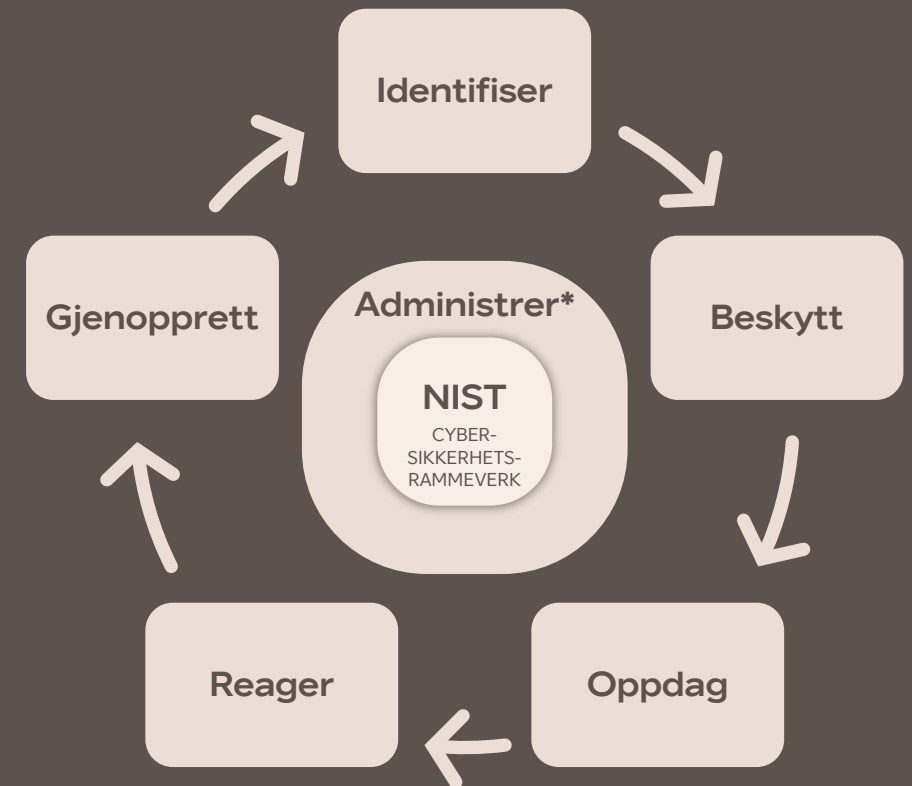 Identifiser
Gjenopprett
Administrer*
Beskytt
NIST
CYBER-
SIKKERHETS-
RAMMEVERK
Reager
Oppdag